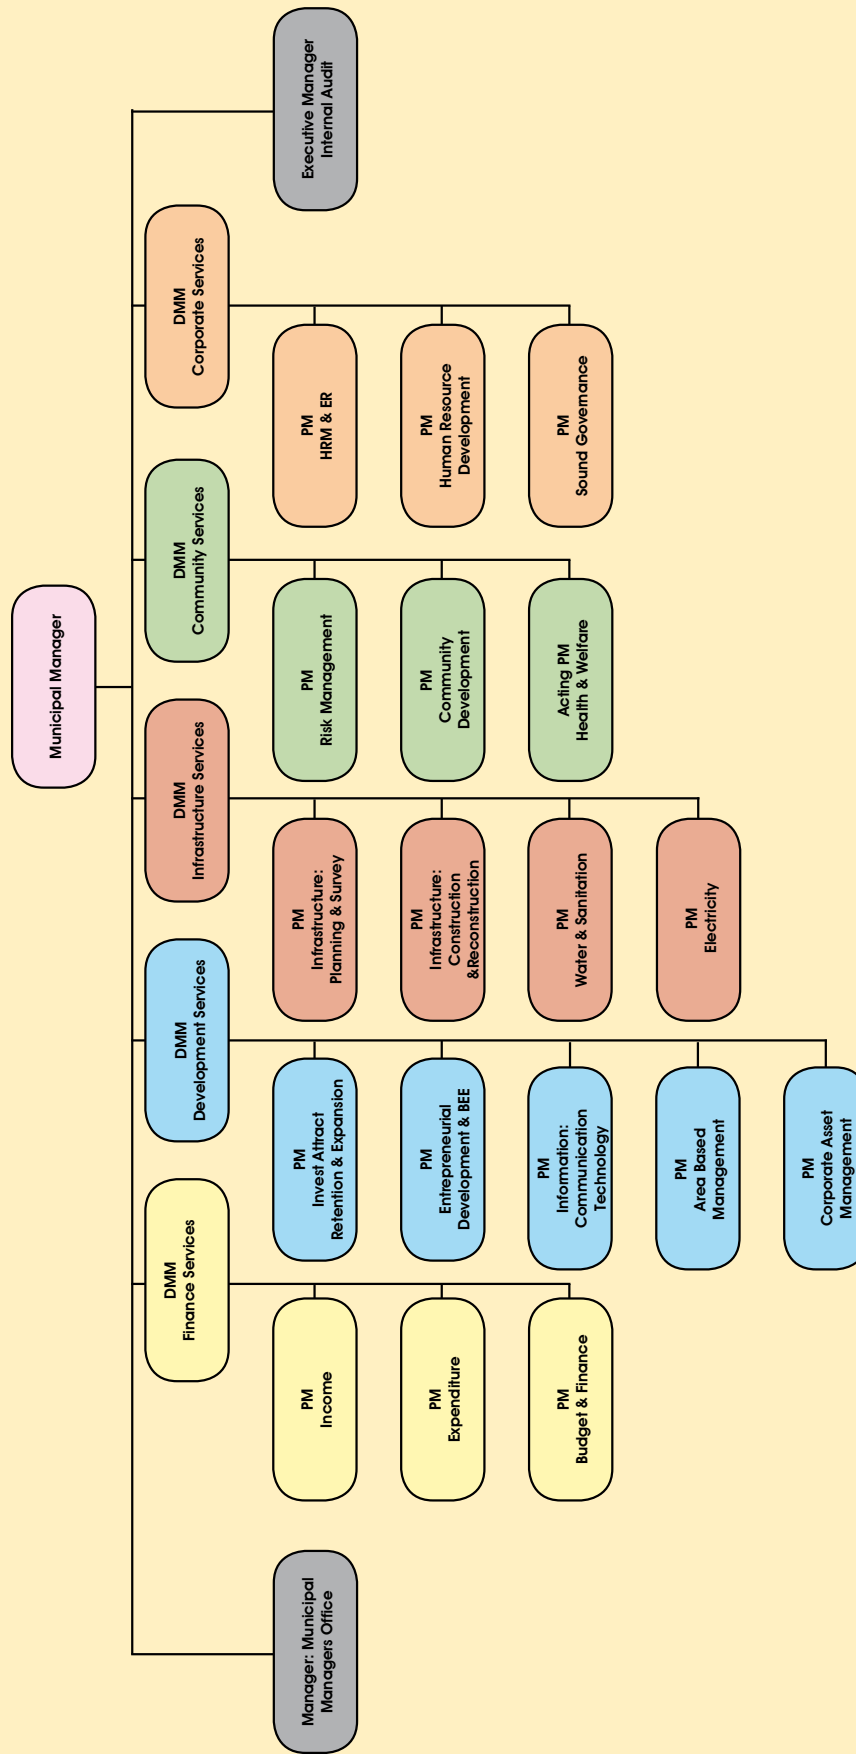 Municipal Manager
Manager: Municipal
Managers Office
DMM
Finance Services
PM
Income
PM
Expenditure
PM
Budget & Finance
DMM
Development Services
PM
Invest Attract
Retention & Expansion
PM
Entrepreneurial
Development & BEE
PM
Information:
Communication
Technology
PM
Area Based
Management
PM
Corporate Asset
Management
DMM
Infrastructure Services
PM
Infrastructure:
Planning & Survey
PM
Infrastructure:
Construction
&Reconstruction
PM
Water & Sanitation
PM
Electricity
DMM
Community Services
PM
Risk Management
PM
Community
Development
Acting PM
Health & Welfare
DMM
Corporate Services
PM
HRM & ER
PM
Human Resource
Development
PM
Sound Governance
Executive Manager
Internal Audit